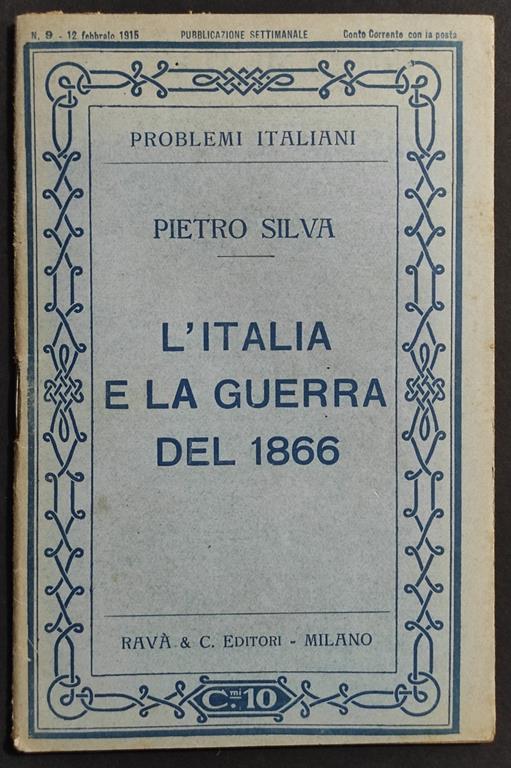 N. 9 - 12 febbraio 1915 PUBBLICAZIONE SETTIMANALE Conto Corrente con la posta
PROBLEMI ITALIANI
PIETRO SILVA
L'ITALIA
E LA GUERRA
DEL 1866
RAVÀ & C. EDITORI - MILANO
C.mi 10